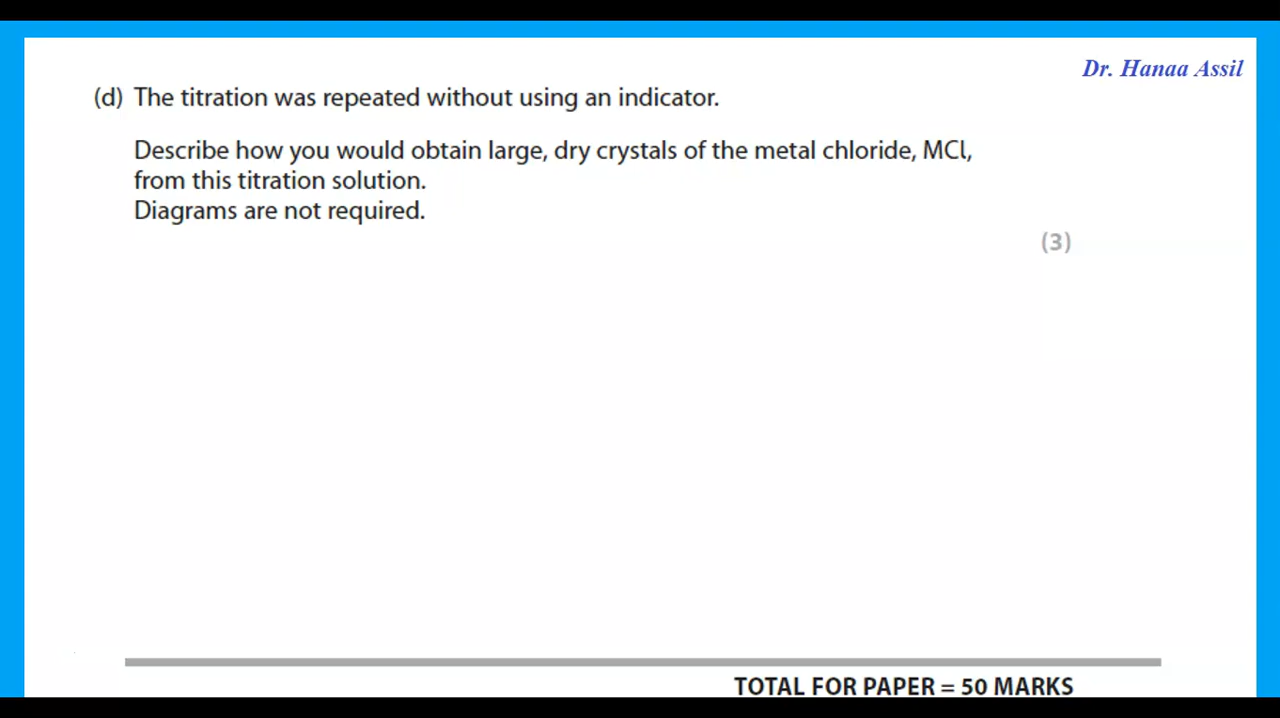 Dr. Hanaa Assil
(d) The titration was repeated without using an indicator.
Describe how you would obtain large, dry crystals of the metal chloride, MCl,
from this titration solution.
Diagrams are not required.
(3)
TOTAL FOR PAPER = 50 MARKS